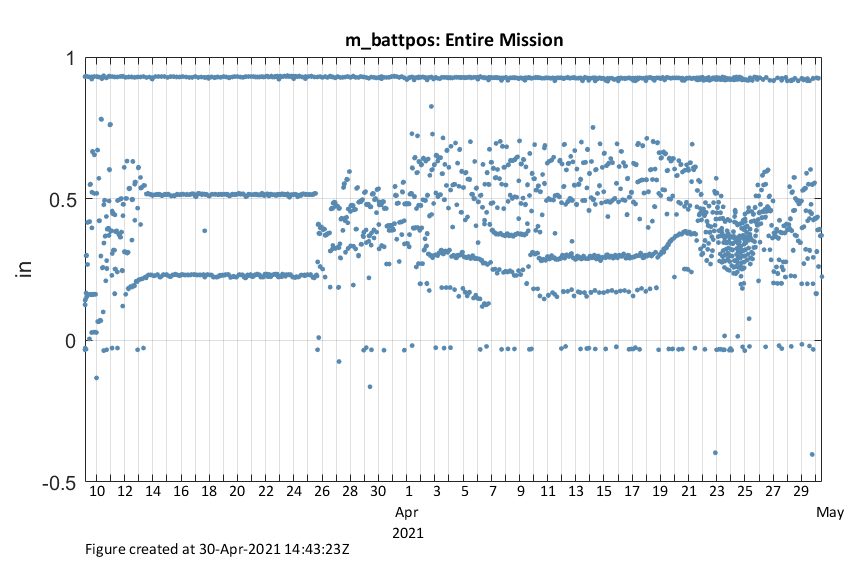 m_battpos: Entire Mission
1
0.5
0
-0.5
in
10 12 14 16 18 20 22 24 26 28 30 1 3 5 7 9 11 13 15 17 19 21 23 25 27 29
Apr May
2021
Figure created at 30-Apr-2021 14:43:23Z